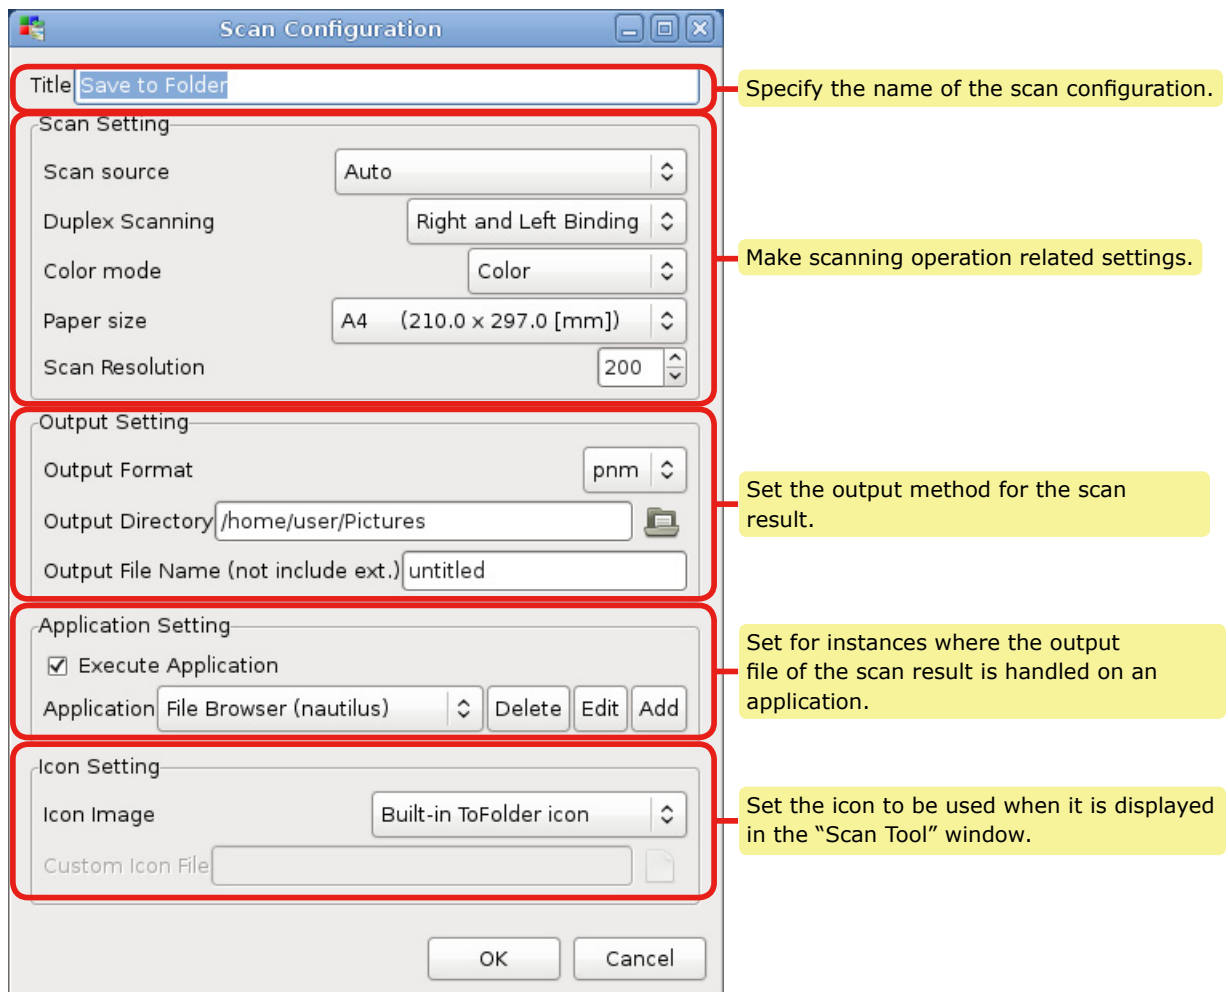 Scan Configuration
Title Save to Folder
Specify the name of the scan configuration.
Scan Setting
Scan source Auto
Duplex Scanning Right and Left Binding
Color mode Color
Paper size A4 (210.0 x 297.0 [mm])
Scan Resolution 200
Make scanning operation related settings.
Output Setting
Output Format pnm
Output Directory /home/user/Pictures
Output File Name (not include ext.) untitled
Set the output method for the scan
result.
Application Setting
Execute Application
Application File Browser (nautilus) Delete Edit Add
Set for instances where the output
file of the scan result is handled on an
application.
Icon Setting
Icon Image Built-in ToFolder icon
Custom Icon File
Set the icon to be used when it is displayed
in the “Scan Tool” window.
OK Cancel